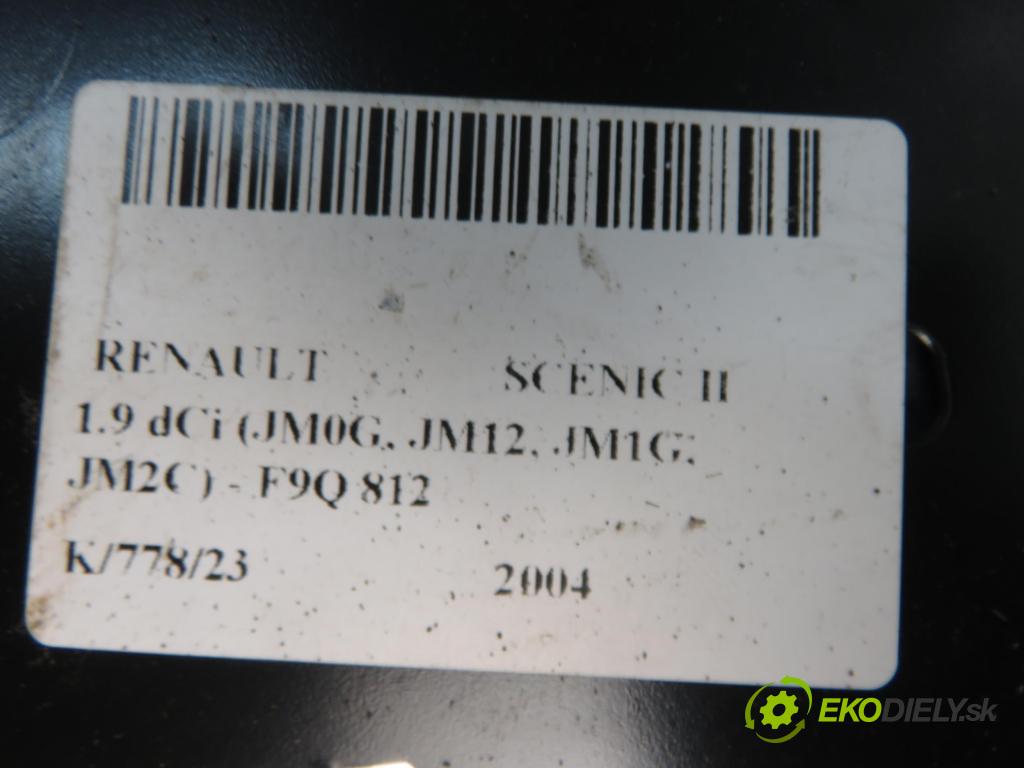 RENAULT SCENIC II
1.9 dCi (JM0G, JM12, JM1G,
JM2C) - F9Q 812
K/778/23 2004
EKODIELY.sk